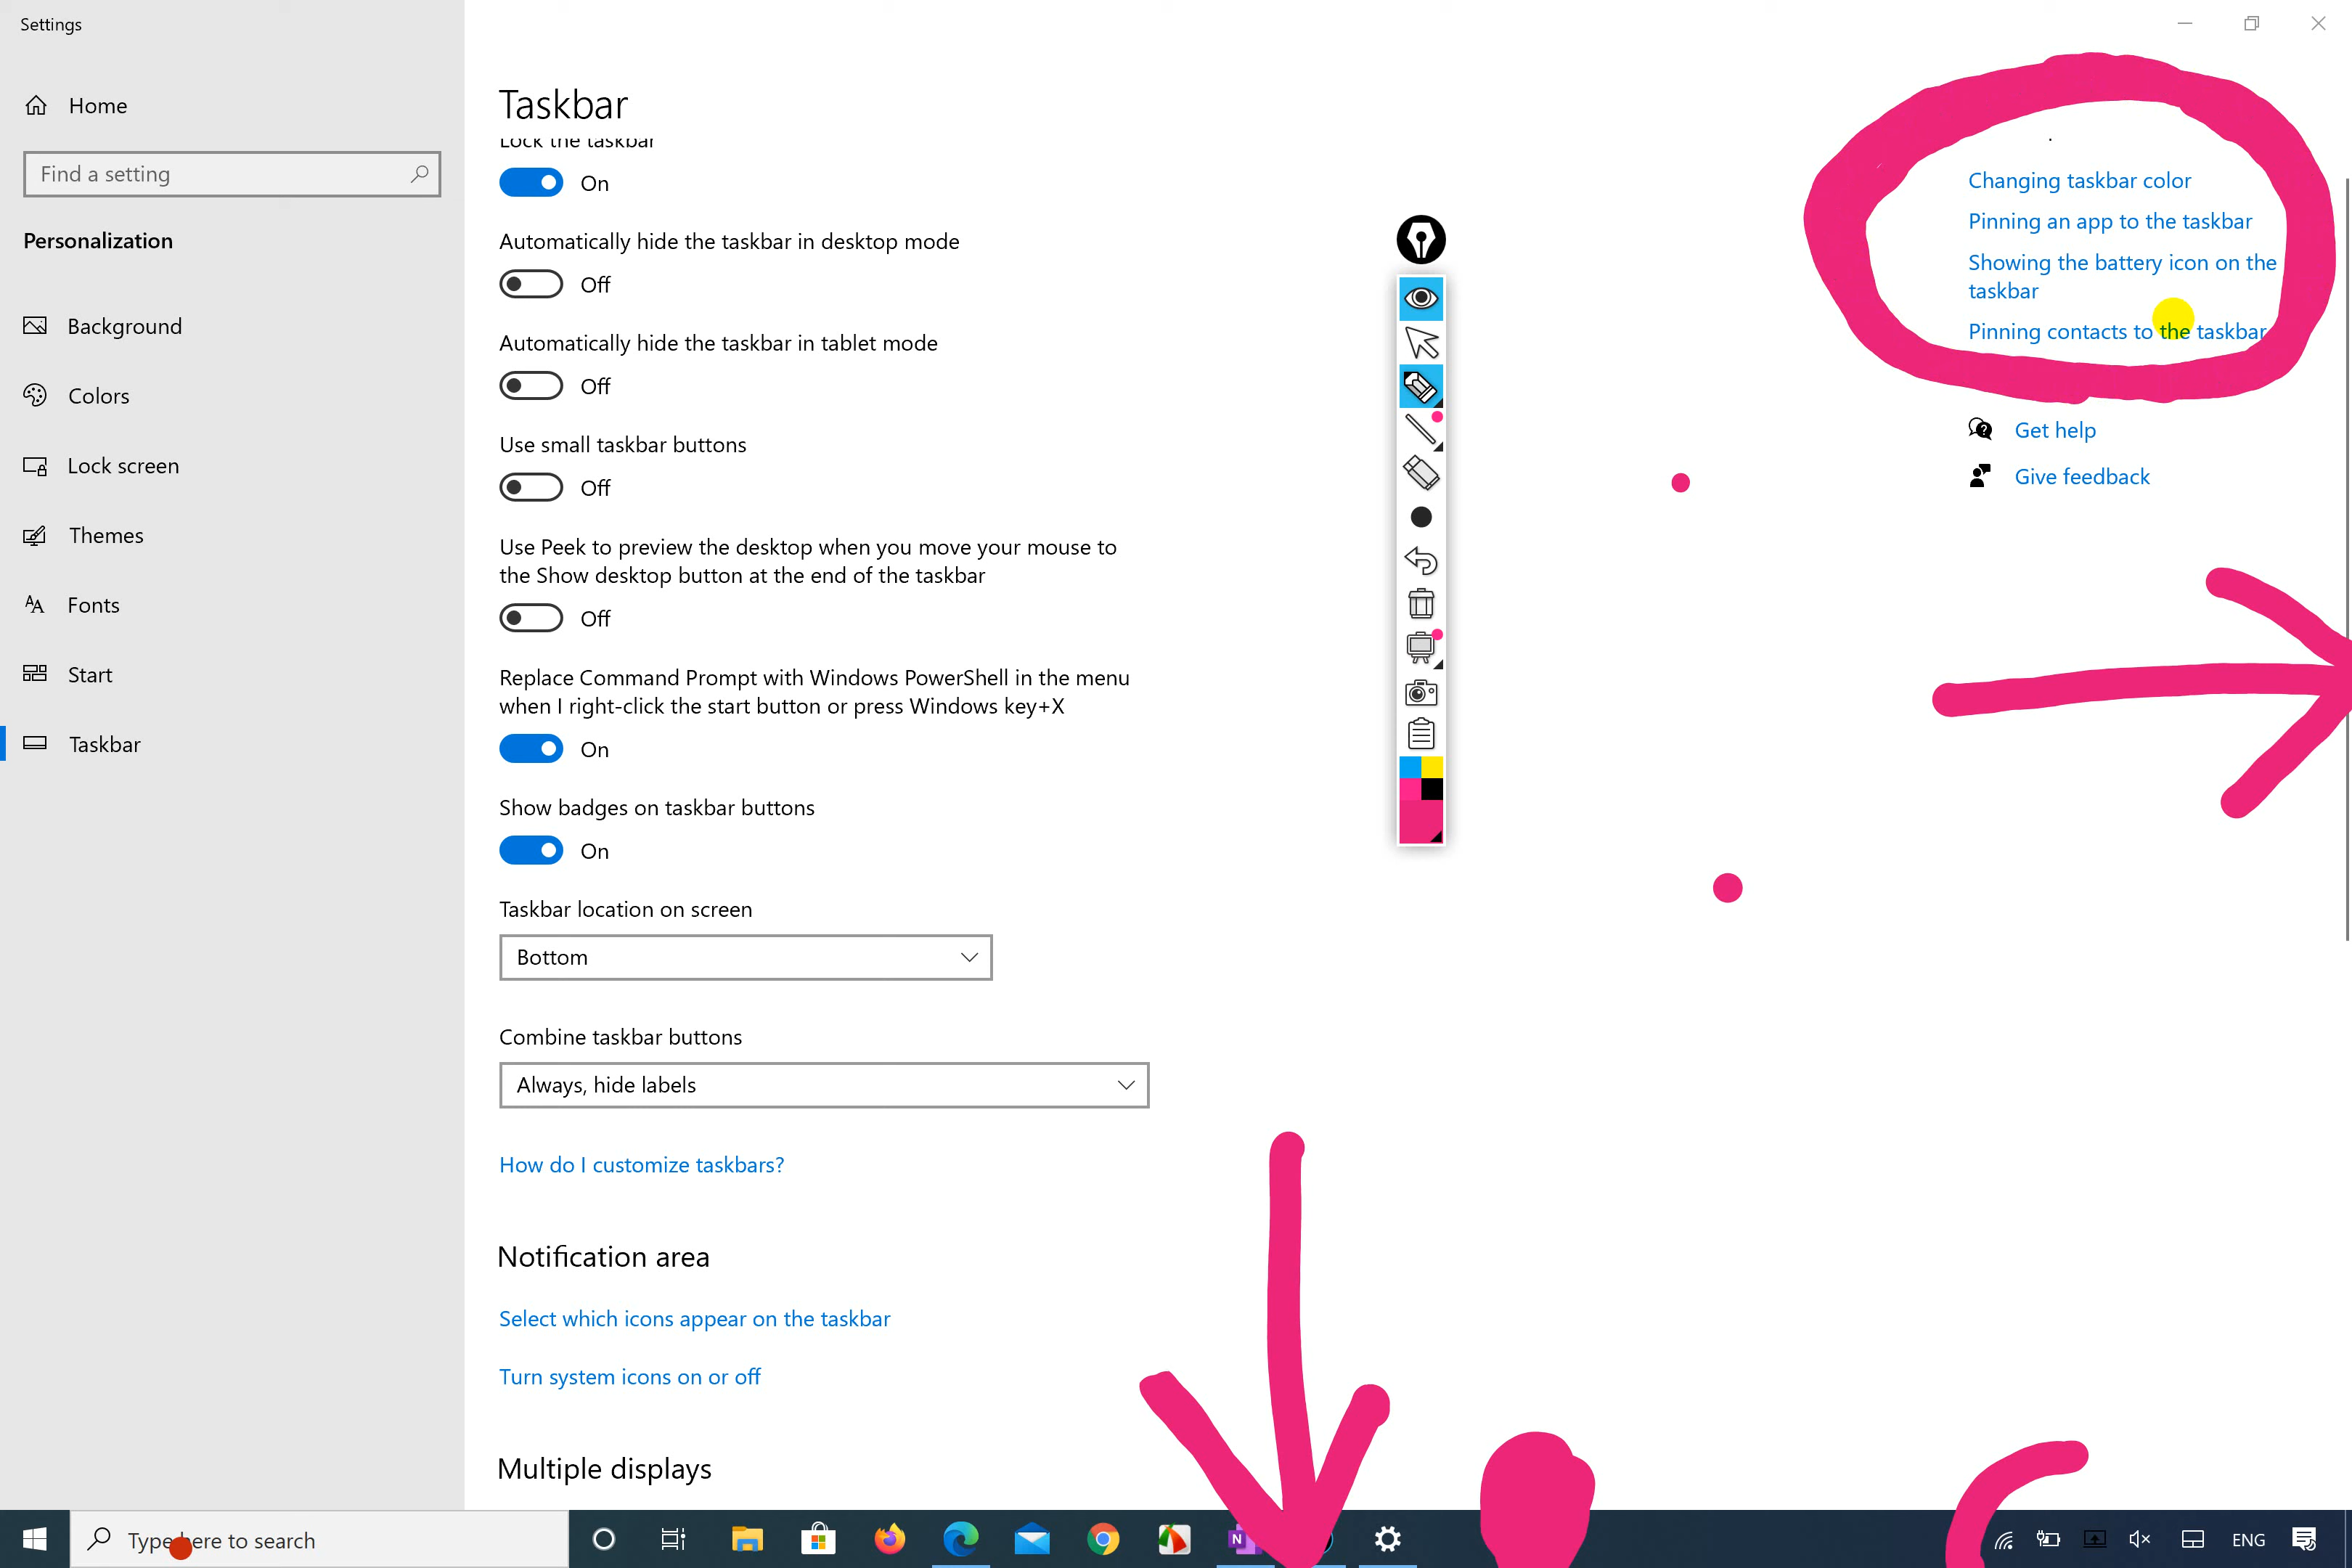 Settings
Home
Find a setting
Personalization
Background
Colors
Lock screen
Themes
Fonts
Start
Taskbar
Taskbar
Lock the taskbar
On
Automatically hide the taskbar in desktop mode
Off
Automatically hide the taskbar in tablet mode
Off
Use small taskbar buttons
Off
Use Peek to preview the desktop when you move your mouse to
the Show desktop button at the end of the taskbar
Off
Replace Command Prompt with Windows PowerShell in the menu
when I right-click the start button or press Windows key+X
On
Show badges on taskbar buttons
On
Taskbar location on screen
Bottom
Combine taskbar buttons
Always, hide labels
How do I customize taskbars?
Notification area
Select which icons appear on the taskbar
Turn system icons on or off
Multiple displays
Changing taskbar color
Pinning an app to the taskbar
Showing the battery icon on the
taskbar
Pinning contacts to the taskbar
Get help
Give feedback
Type here to search
N
ENG